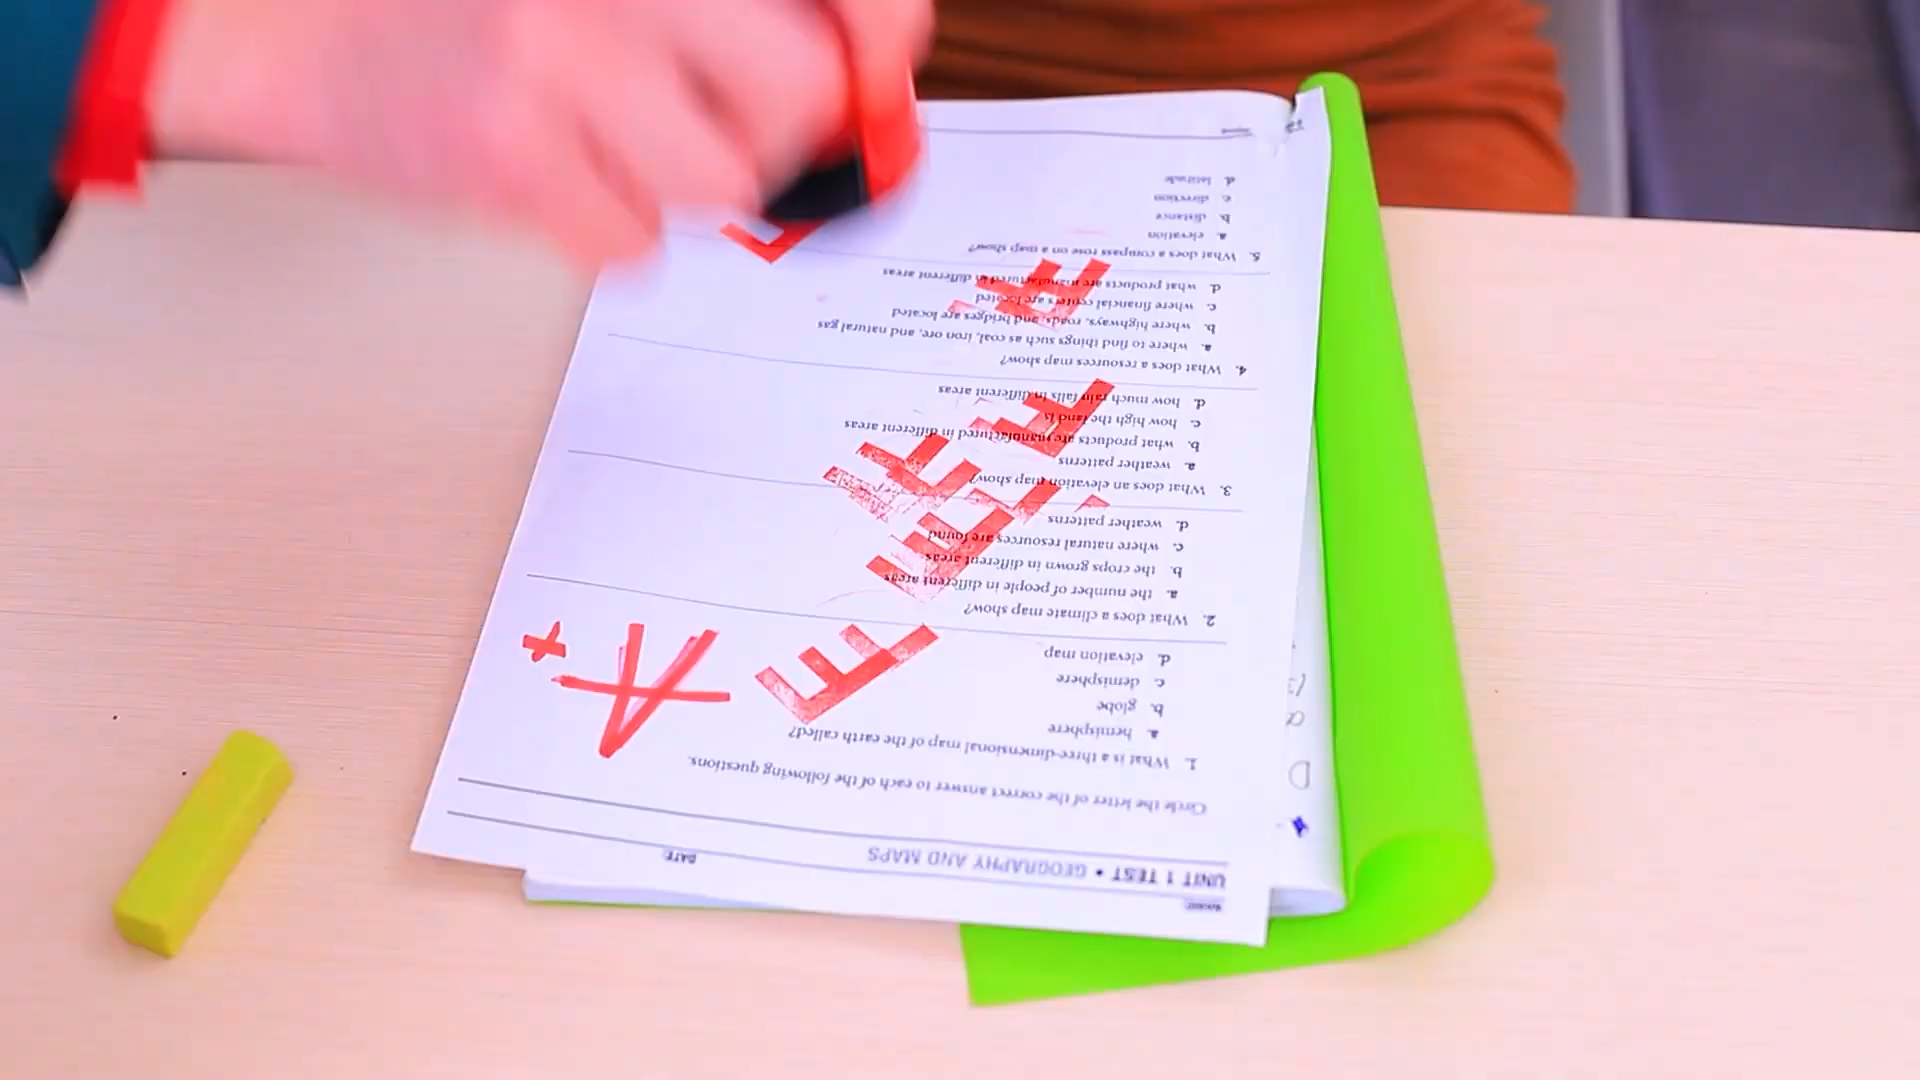 NAME
UNIT 1 TEST • GEOGRAPHY AND MAPS
DATE
Circle the letter of the correct answer to each of the following questions.
1. What is a three-dimensional map of the earth called?
a. hemisphere
b. globe
c. demisphere
d. elevation map
A+
2. What does a climate map show?
a. the number of people in different areas
b. the crops grown in different areas
c. where natural resources are found
d. weather patterns
3. What does an elevation map show?
a. weather patterns
b. what products are manufactured in different areas
c. how high the land is
d. how much rain falls in different areas
4. What does a resources map show?
a. where to find things such as coal, iron ore, and natural gas
b. where highways, roads, and bridges are located
c. where financial centers are located
d. what products are manufactured in different areas
5. What does a compass rose on a map show?
a. elevation
b. distance
c. direction
d. latitude
F
F
F
F
F